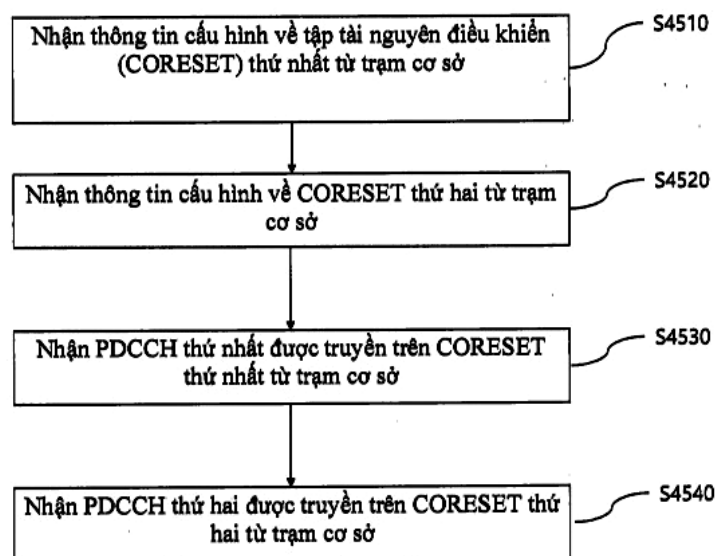 Nhận thông tin cấu hình về tập tài nguyên điều khiển
(CORESET) thứ nhất từ trạm cơ sở
S4510
Nhận thông tin cấu hình về CORESET thứ hai từ trạm
cơ sở
S4520
Nhận PDCCH thứ nhất được truyền trên CORESET
thứ nhất từ trạm cơ sở
S4530
Nhận PDCCH thứ hai được truyền trên CORESET thứ
hai từ trạm cơ sở
S4540